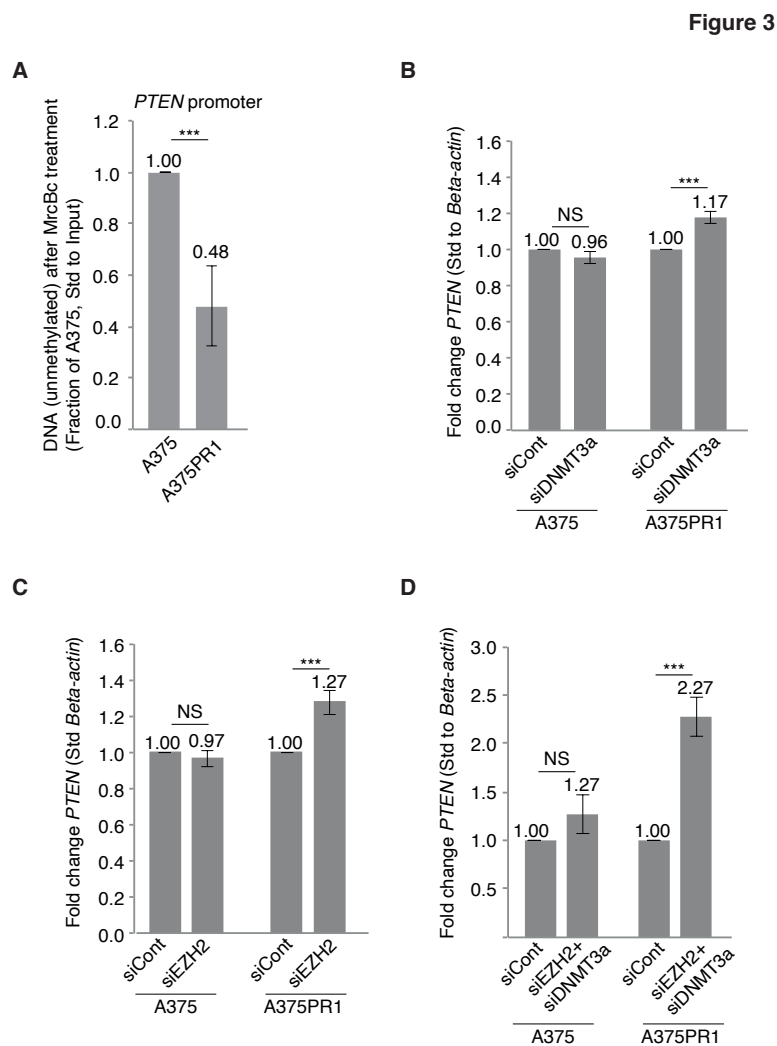 Figure 3
A
PTEN promoter
DNA (unmethylated) after MrcBc treatment
(Fraction of A375, Std to Input)
1.2
1.0
0.8
0.6
0.4
0.2
0.0
***
1.00
0.48
A375
A375PR1
B
Fold change PTEN (Std to Beta-actin)
1.6
1.4
1.2
1.0
0.8
0.6
0.4
0.2
0.0
NS
***
1.00
0.96
1.00
1.17
siCont
siDNMT3a
siCont
siDNMT3a
A375
A375PR1
C
Fold change PTEN (Std Beta-actin)
1.6
1.4
1.2
1.0
0.8
0.6
0.4
0.2
0.0
NS
***
1.00
0.97
1.00
1.27
siCont
siEZH2
siCont
siEZH2
A375
A375PR1
D
Fold change PTEN (Std to Beta-actin)
3.0
2.5
2.0
1.5
1.0
0.5
NS
***
1.00
1.27
1.00
2.27
siCont
siEZH2+
siDNMT3a
siCont
siEZH2+
siDNMT3a
A375
A375PR1